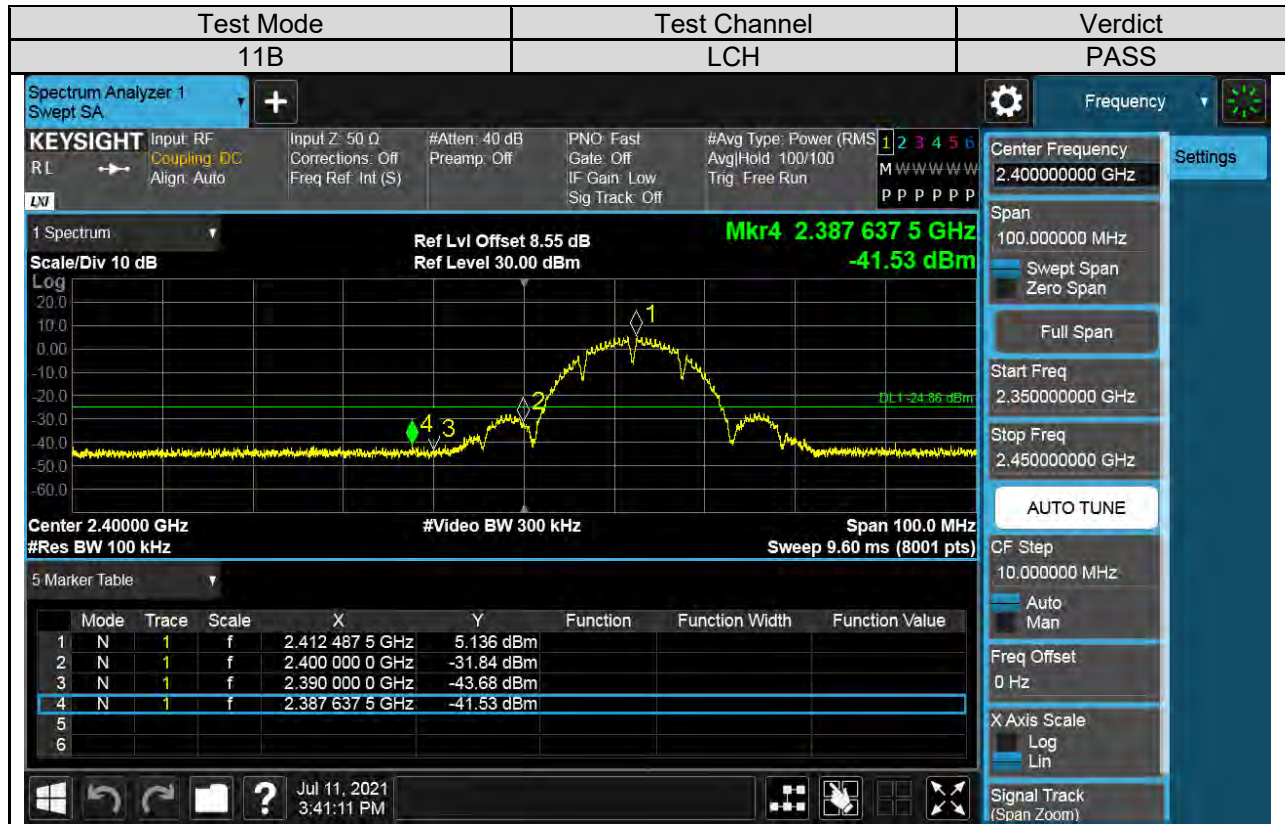 Test Mode Test Channel Verdict
11B LCH PASS
Spectrum Analyzer 1
Swept SA
+
Frequency
KEYSIGHT
RL
LXI
Input: RF
Coupling: DC
Align: Auto
Input Z: 50 Ω
Corrections: Off
Freq Ref: Int (S)
#Atten: 40 dB
Preamp: Off
PNO: Fast
Gate: Off
IF Gain: Low
Sig Track: Off
#Avg Type: Power (RMS
Avg|Hold: 100/100
Trig: Free Run
1 2 3 4 5 6
M W W W W W
P P P P P P
1 Spectrum
Scale/Div 10 dB
Ref Lvl Offset 8.55 dB
Ref Level 30.00 dBm
Mkr4 2.387 637 5 GHz
-41.53 dBm
Log
20.0
10.0
0.00
-10.0
-20.0
-30.0
-40.0
-50.0
-60.0
1
2
3
4
DL1 -24.86 dBm
Center 2.40000 GHz #Video BW 300 kHz Span 100.0 MHz
#Res BW 100 kHz Sweep 9.60 ms (8001 pts)
5 Marker Table
Mode Trace Scale X Y Function Function Width Function Value
1 N 1 f 2.412 487 5 GHz 5.136 dBm
2 N 1 f 2.400 000 0 GHz -31.84 dBm
3 N 1 f 2.390 000 0 GHz -43.68 dBm
4 N 1 f 2.387 637 5 GHz -41.53 dBm
5
6
?
Jul 11, 2021
3:41:11 PM
Center Frequency
2.400000000 GHz
Settings
Span
100.000000 MHz
Swept Span
Zero Span
Full Span
Start Freq
2.350000000 GHz
Stop Freq
2.450000000 GHz
AUTO TUNE
CF Step
10.000000 MHz
Auto
Man
Freq Offset
0 Hz
X Axis Scale
Log
Lin
Signal Track
(Span Zoom)